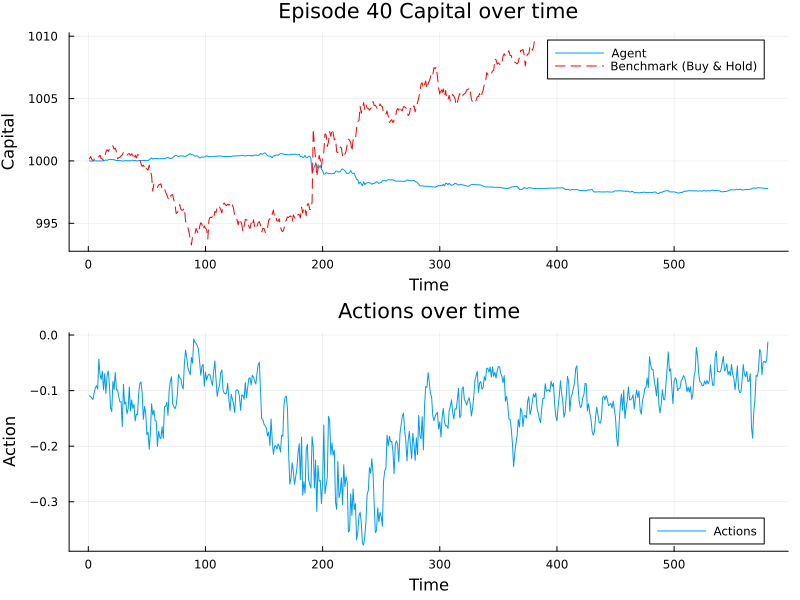 Episode 40 Capital over time
Capital
1010
1005
1000
995
Agent
Benchmark (Buy & Hold)
0 100 200 300 400 500
Time
Actions over time
Action
0.0
−0.1
−0.2
−0.3
Actions
0 100 200 300 400 500
Time